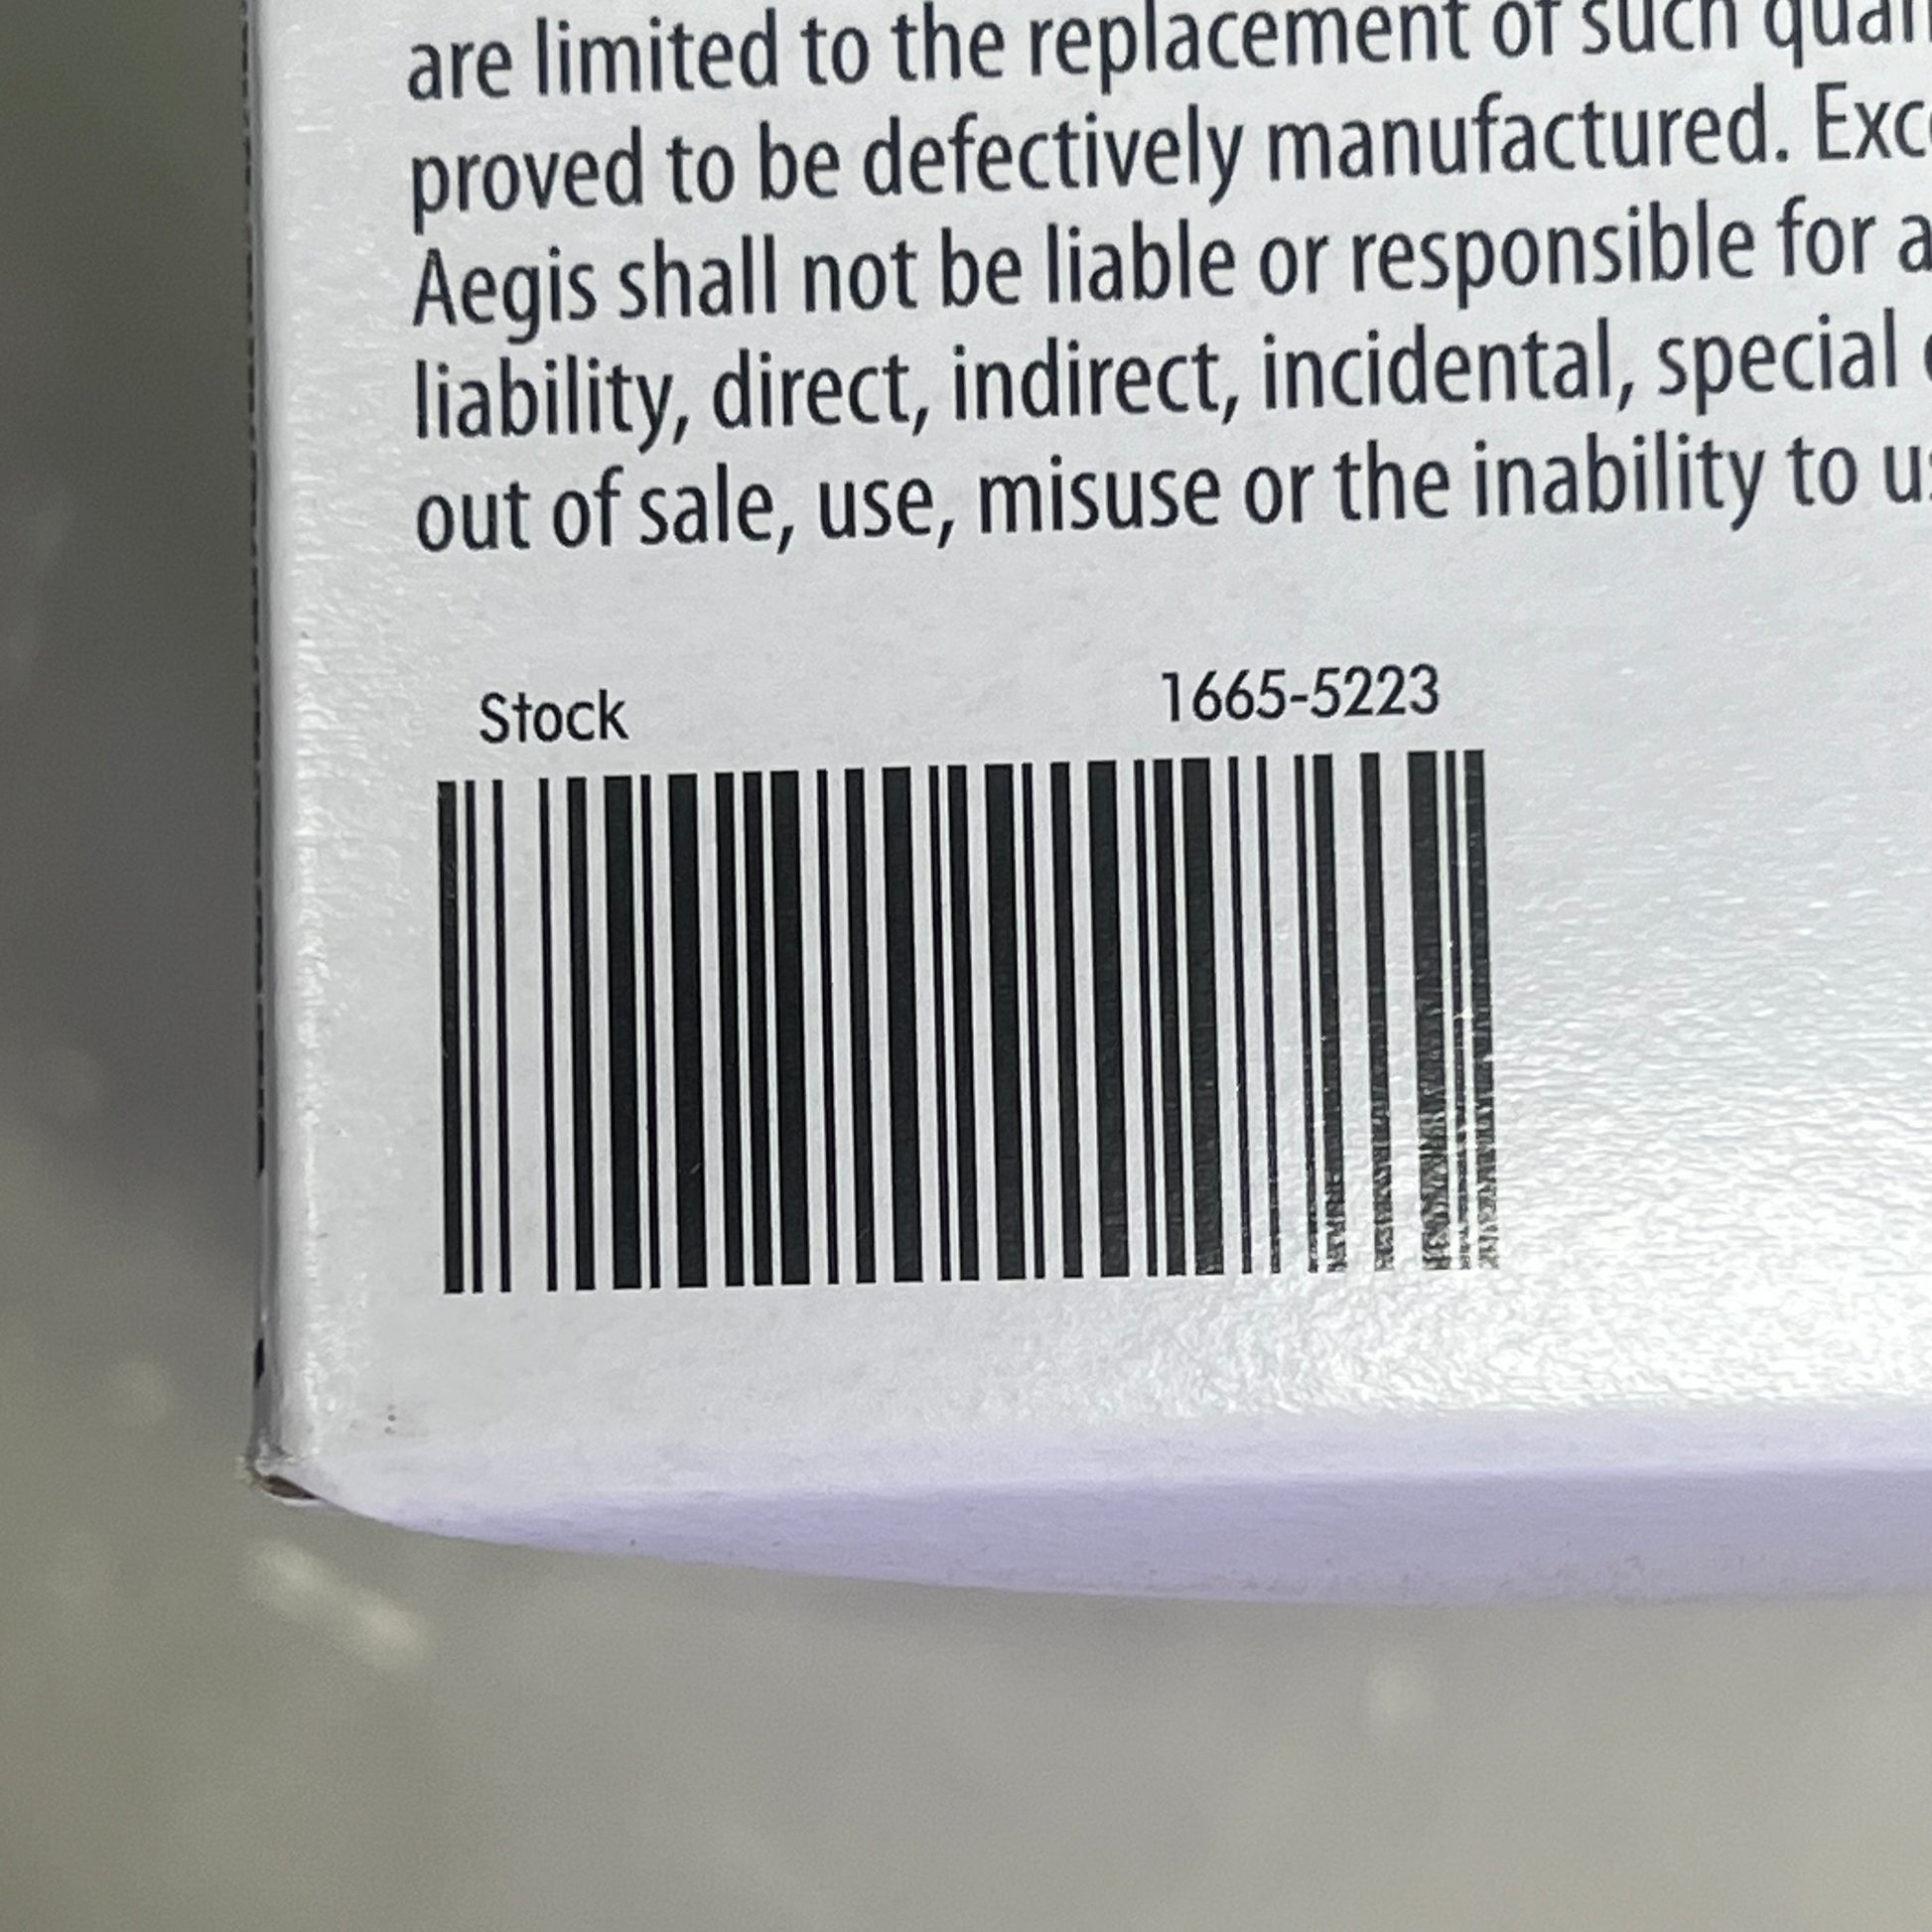 are limited to the replacement of such
proved to be defectively manufactured.
Aegis shall not be liable or responsible for
liability, direct, indirect, incidental, special
out of sale, use, misuse or the inability to
Stock 1665-5223